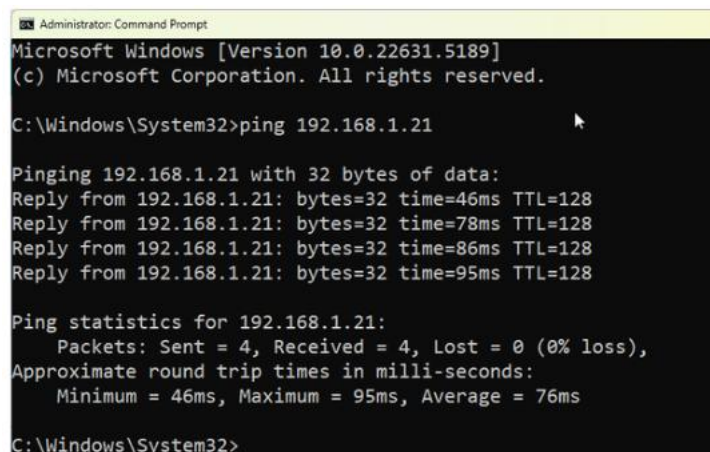 Administrator: Command Prompt
Microsoft Windows [Version 10.0.22631.5189]
(c) Microsoft Corporation. All rights reserved.
C:\Windows\System32>ping 192.168.1.21
Pinging 192.168.1.21 with 32 bytes of data:
Reply from 192.168.1.21: bytes=32 time=46ms TTL=128
Reply from 192.168.1.21: bytes=32 time=78ms TTL=128
Reply from 192.168.1.21: bytes=32 time=86ms TTL=128
Reply from 192.168.1.21: bytes=32 time=95ms TTL=128
Ping statistics for 192.168.1.21:
Packets: Sent = 4, Received = 4, Lost = 0 (0% loss),
Approximate round trip times in milli-seconds:
Minimum = 46ms, Maximum = 95ms, Average = 76ms
C:\Windows\System32>